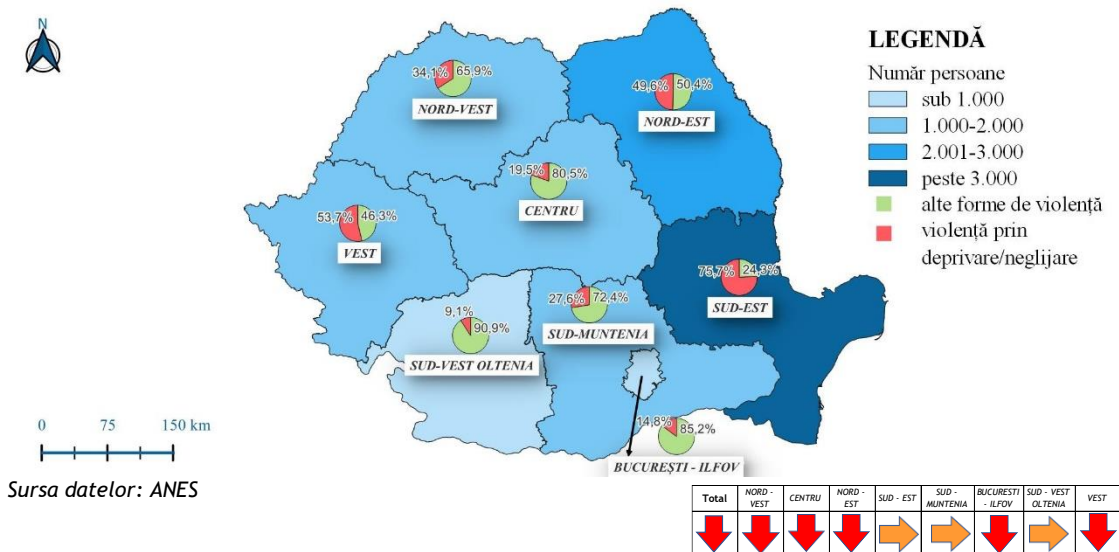 N
34,1% 65,9%
NORD-VEST
49,6% 50,4%
NORD-EST
19,5% 80,5%
CENTRU
53,7% 46,3%
VEST
75,7% 24,3%
SUD-EST
27,6% 72,4%
SUD-MUNTENIA
9,1% 90,9%
SUD-VEST OLTENIA
14,8% 85,2%
BUCUREȘTI - ILFOV
LEGENDĂ
Număr persoane
sub 1.000
1.000-2.000
2.001-3.000
peste 3.000
alte forme de violență
violență prin
deprivare/neglijare
0 75 150 km
Sursa datelor: ANES
Total
NORD -
VEST
CENTRU
NORD -
EST
SUD - EST
SUD -
MUNTENIA
BUCURESTI
- ILFOV
SUD - VEST
OLTENIA
VEST